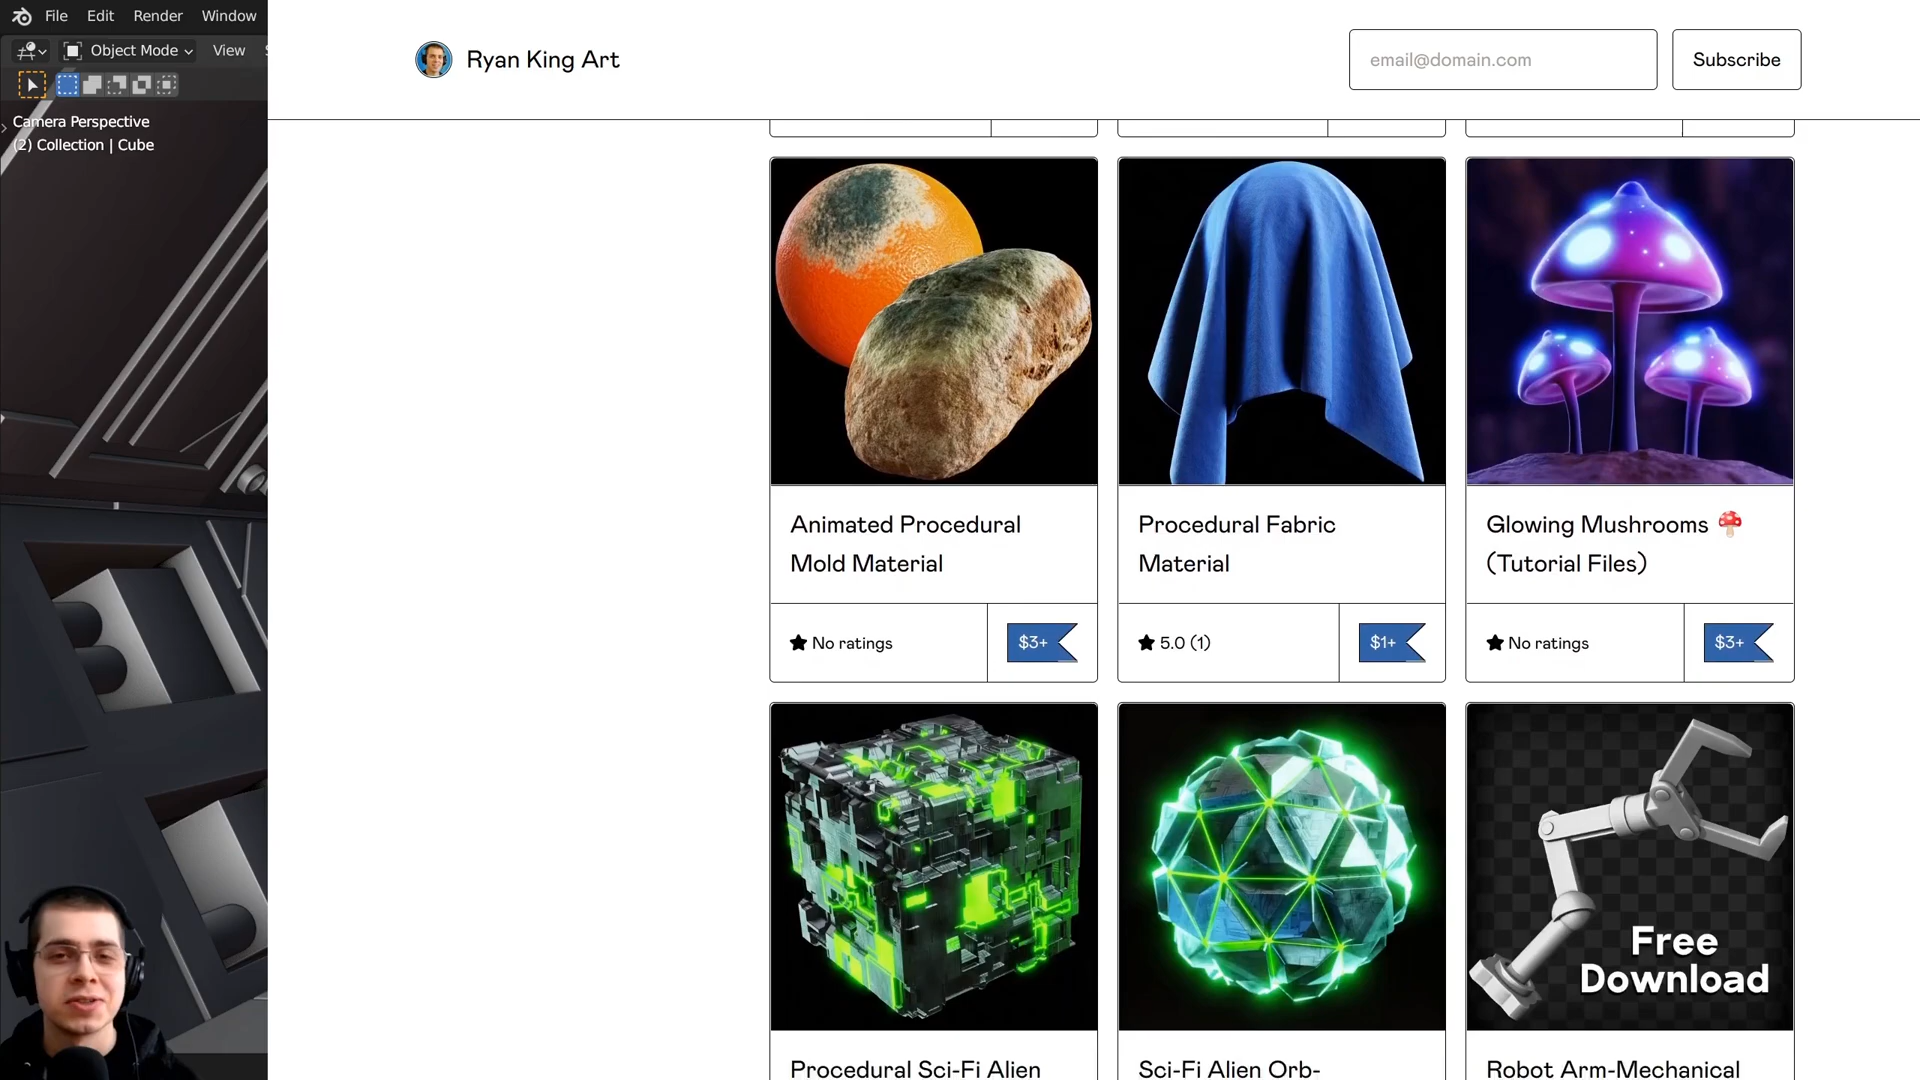 File Edit Render Window
Object Mode View
Camera Perspective
(2) Collection | Cube
Ryan King Art
email@domain.com
Subscribe
Animated Procedural
Mold Material
No ratings
$3+
Procedural Fabric
Material
5.0 (1)
$1+
Glowing Mushrooms 🍄
(Tutorial Files)
No ratings
$3+
Free
Download
Procedural Sci-Fi Alien
Sci-Fi Alien Orb-
Robot Arm-Mechanical